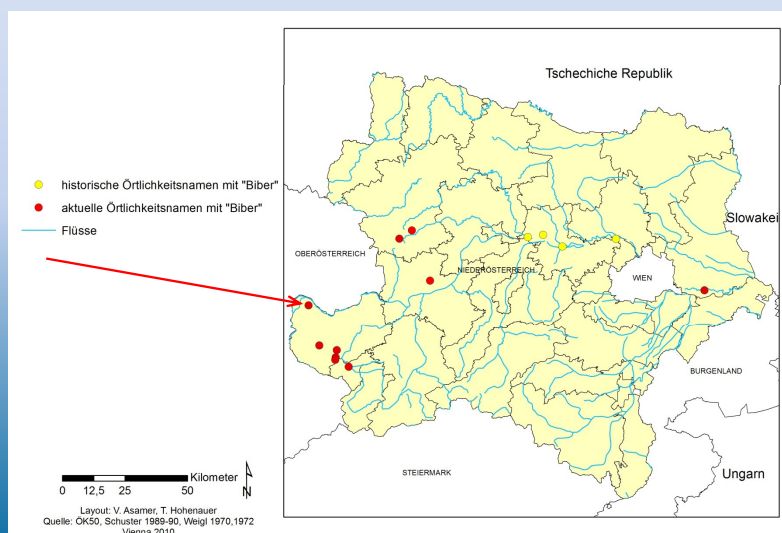 Tschechiche Republik
historische Örtlichkeitsnamen mit "Biber"
aktuelle Örtlichkeitsnamen mit "Biber"
Flüsse
Slowakei
OBERÖSTERREICH
NIEDERÖSTERREICH
WIEN
BURGENLAND
STEIERMARK
Ungarn
Kilometer
N
0 12,5 25 50
Layout: V. Asamer, T. Hohenauer
Quelle: ÖK50, Schuster 1989-90, Weigl 1970,1972
Vienna 2010